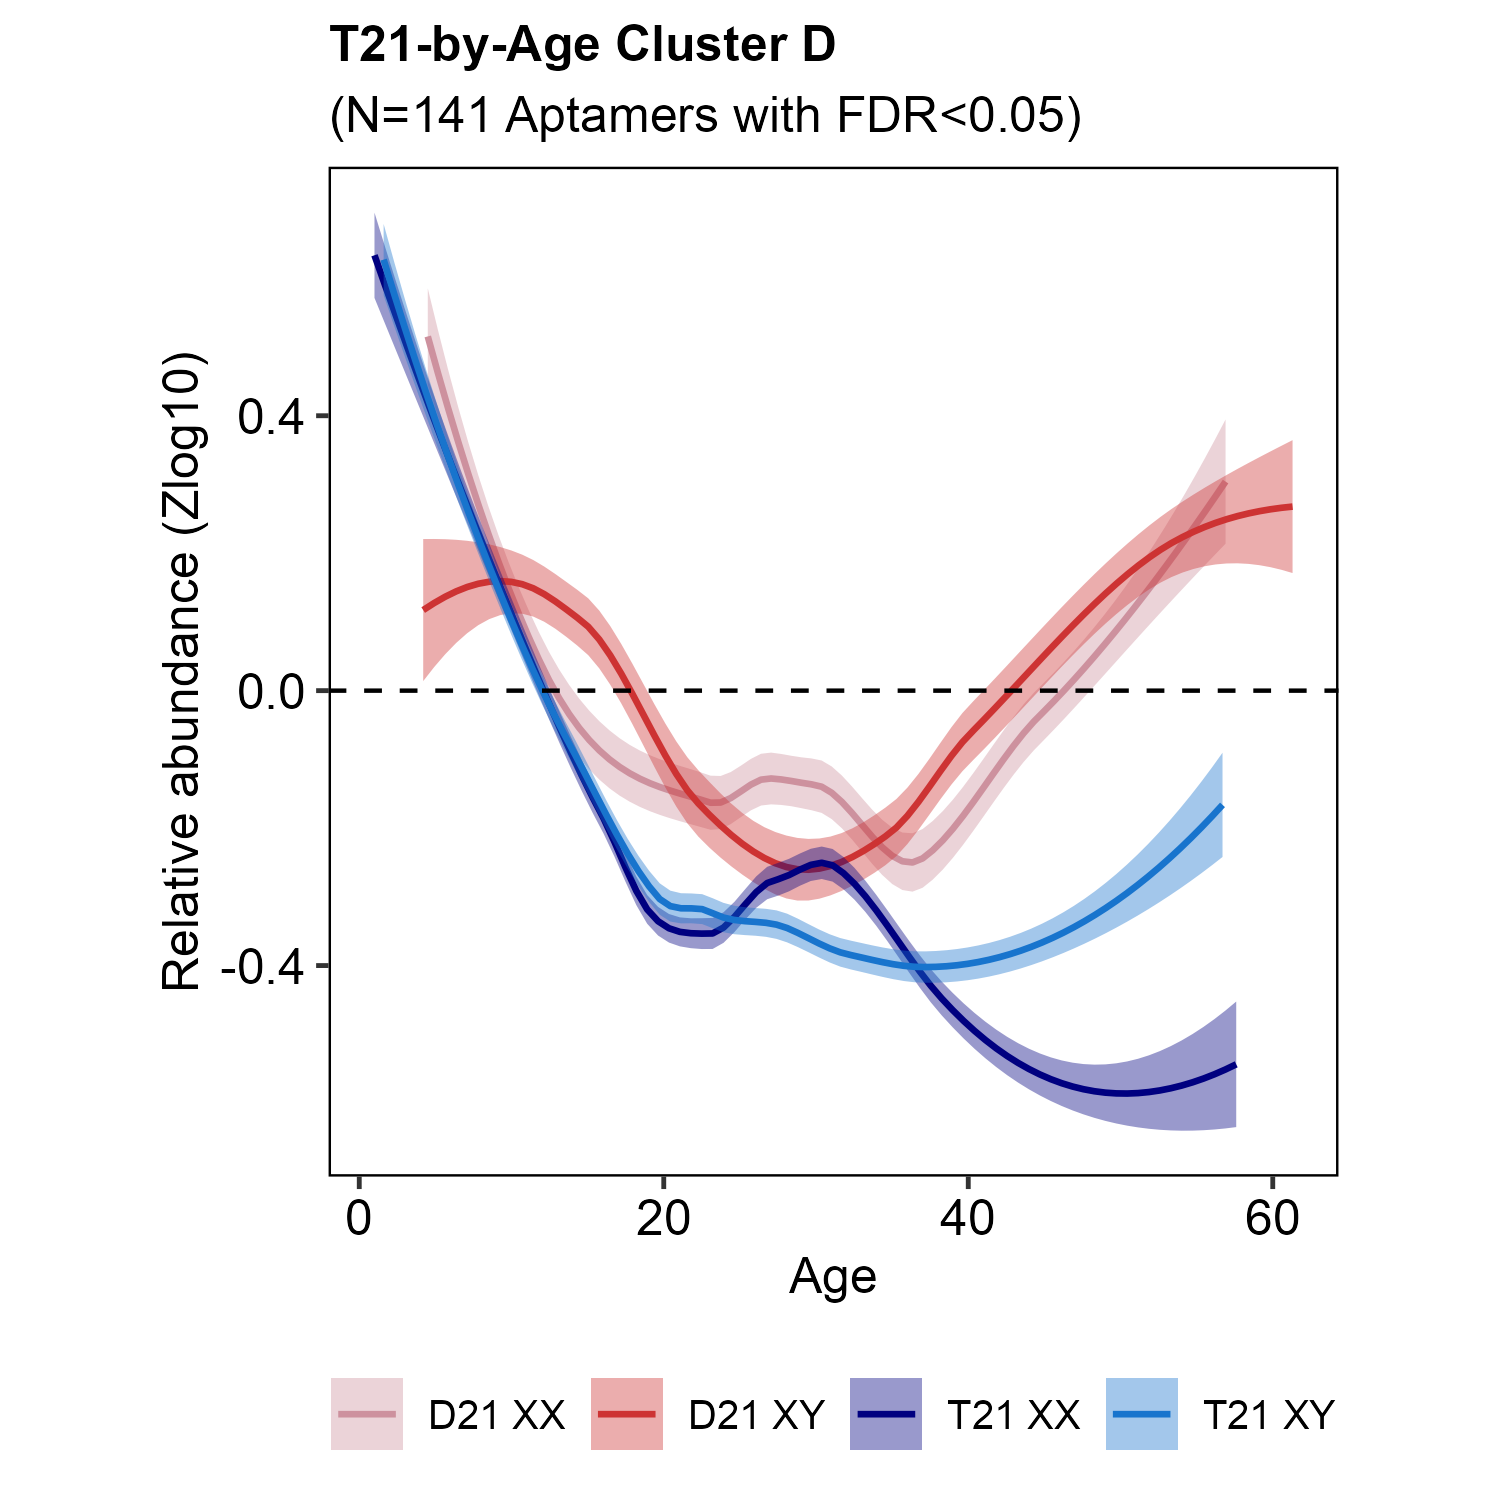 T21-by-Age Cluster D
(N=141 Aptamers with FDR<0.05)
Relative abundance (Zlog10)
0.4
0.0
-0.4
0 20 40 60
Age
D21 XX D21 XY T21 XX T21 XY